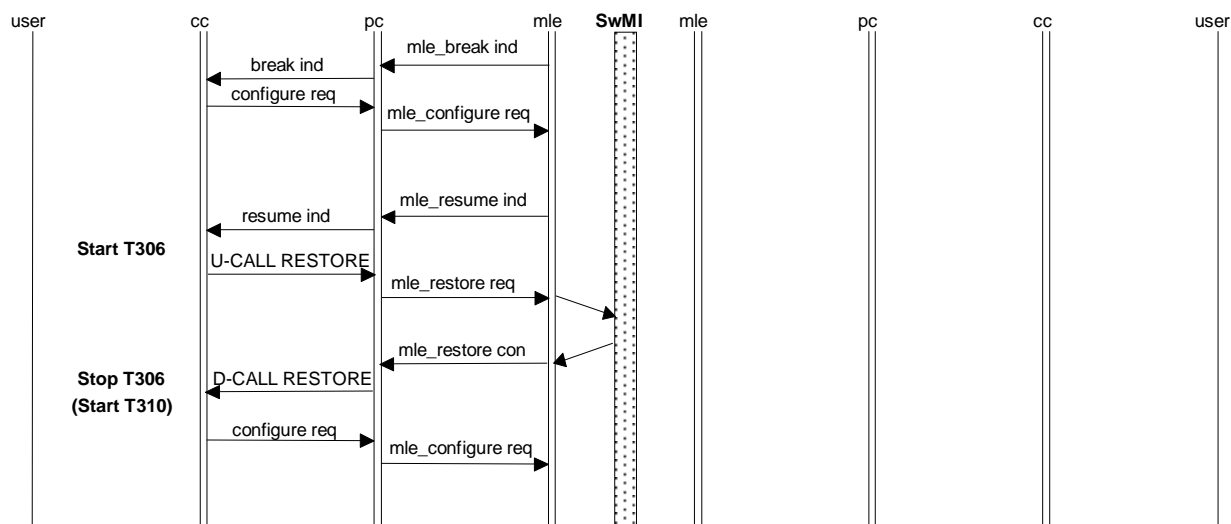 user cc pc mle SwMI mle pc cc user
mle_break ind
break ind
configure req
mle_configure req
mle_resume ind
resume ind
Start T306
U-CALL RESTORE
mle_restore req
mle_restore con
Stop T306 D-CALL RESTORE
(Start T310)
configure req
mle_configure req